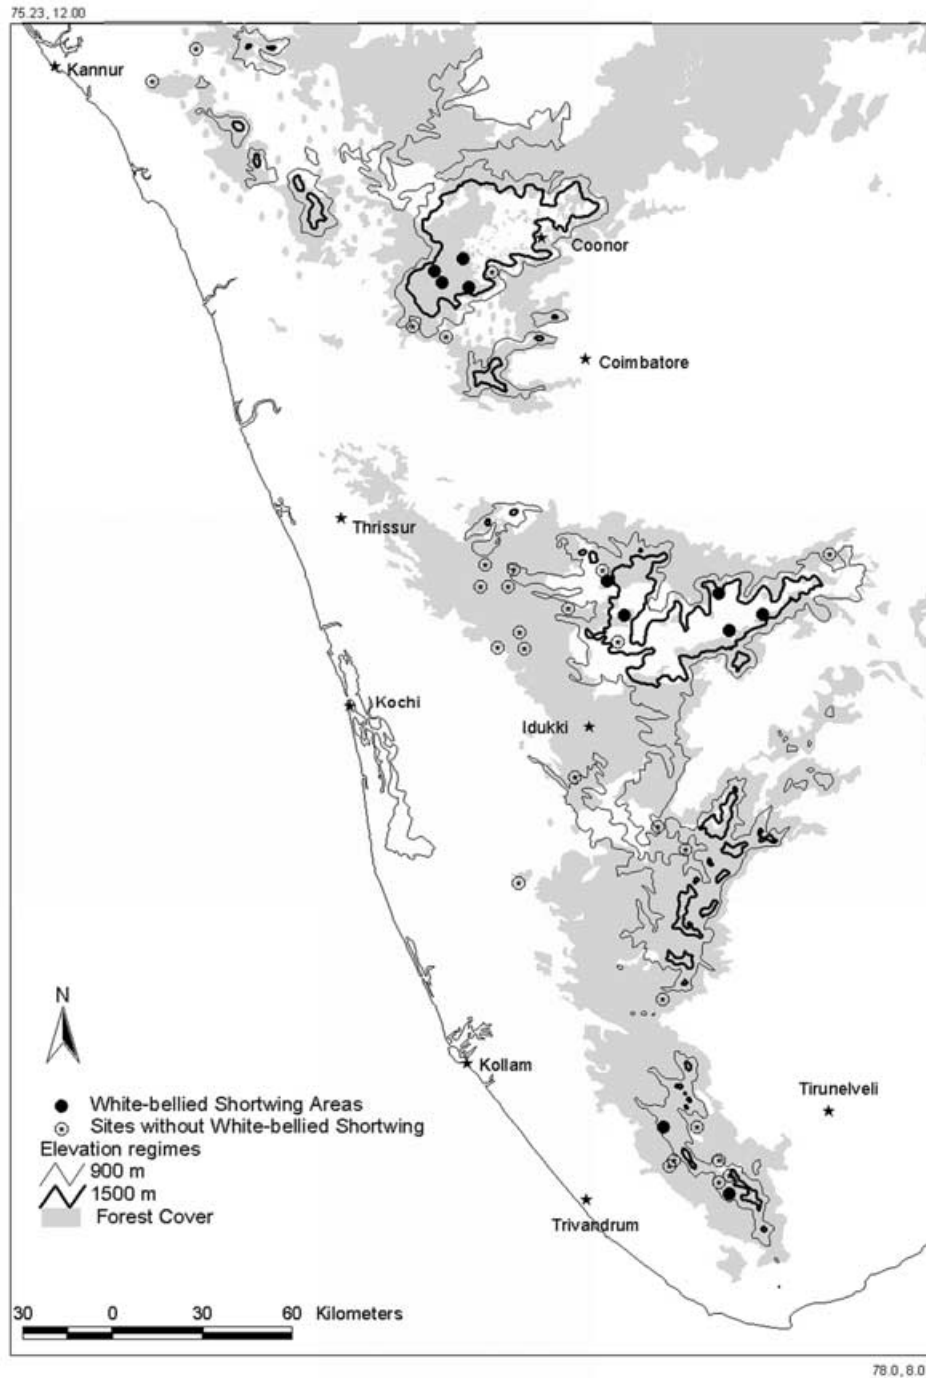 75.23, 12.00
Kannur
Coonor
Coimbatore
Thrissur
Kochi
Idukki
N
Kollam
Tirunelveli
White-bellied Shortwing Areas
Sites without White-bellied Shortwing
Elevation regimes
900 m
1500 m
Forest Cover
Trivandrum
30 0 30 60 Kilometers
78.0, 8.0